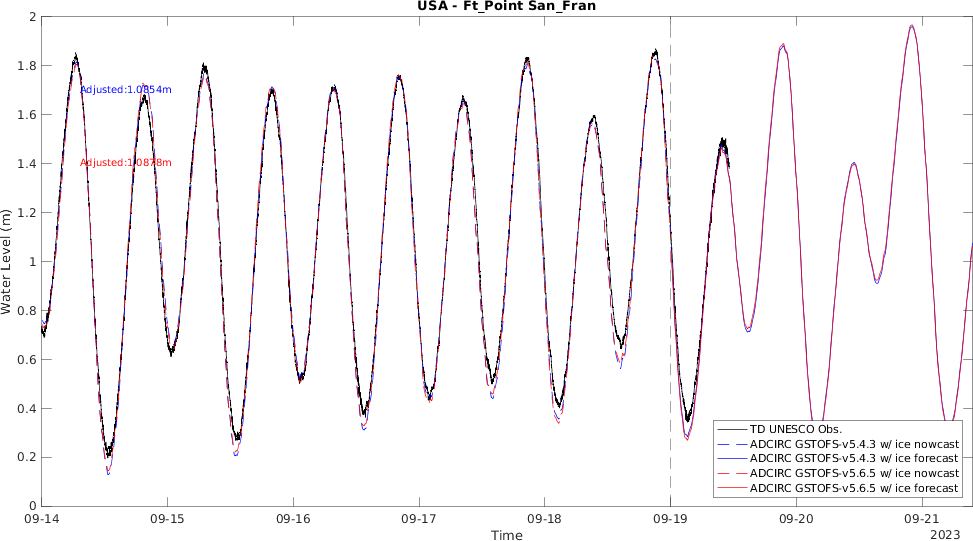 USA - Ft_Point San_Fran
2
1.8
1.6
1.4
1.2
1
0.8
0.6
0.4
0.2
0
Water Level (m)
Adjusted:1.0854m
Adjusted:1.0878m
TD UNESCO Obs.
ADCIRC GSTOFS-v5.4.3 w/ ice nowcast
ADCIRC GSTOFS-v5.4.3 w/ ice forecast
ADCIRC GSTOFS-v5.6.5 w/ ice nowcast
ADCIRC GSTOFS-v5.6.5 w/ ice forecast
09-14 09-15 09-16 09-17 09-18 09-19 09-20 09-21
Time
2023